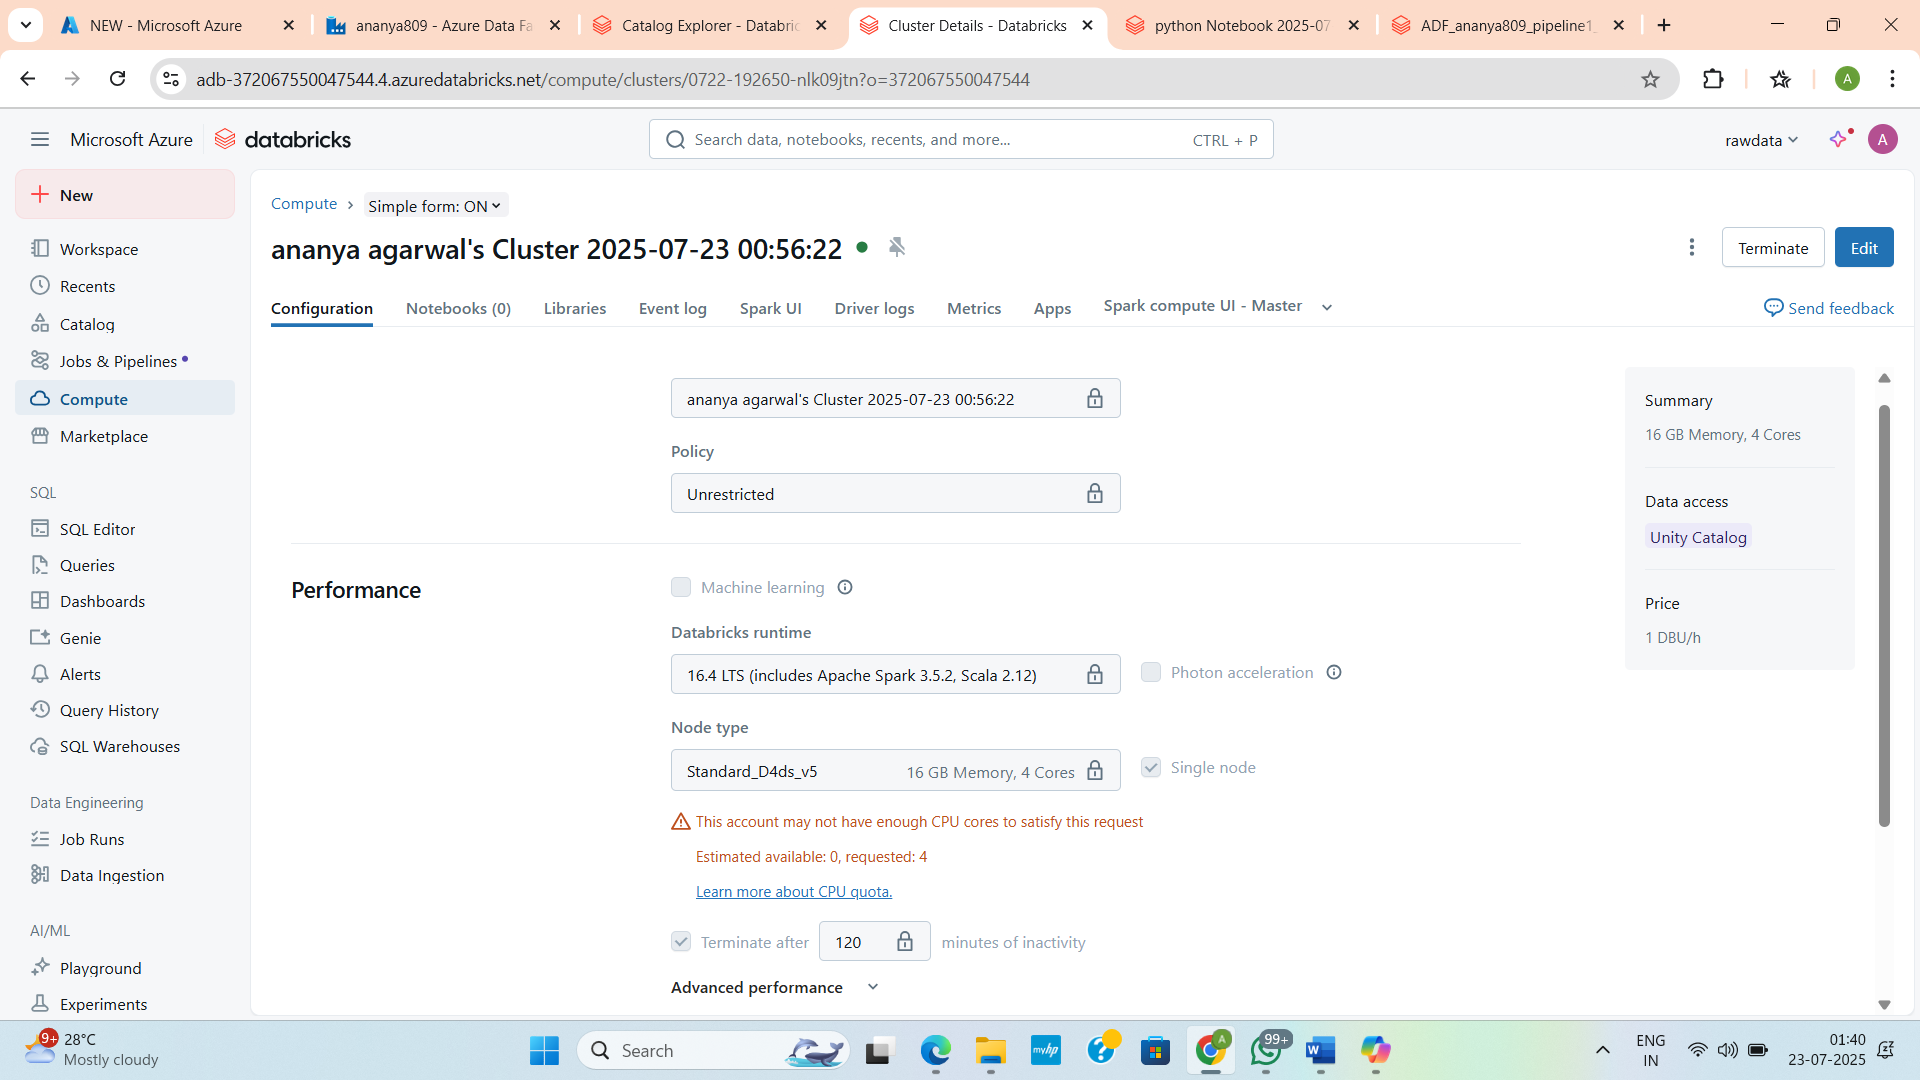 NEW - Microsoft Azure
ananya809 - Azure Data Fa
Catalog Explorer - Databric
Cluster Details - Databricks
python Notebook 2025-07
ADF_ananya809_pipeline1_
adb-372067550047544.4.azuredatabricks.net/compute/clusters/0722-192650-nlk09jtn?o=372067550047544
A
Microsoft Azure
databricks
Search data, notebooks, recents, and more...
CTRL + P
rawdata
A
New
Workspace
Recents
Catalog
Jobs & Pipelines
Compute
Marketplace
SQL
SQL Editor
Queries
Dashboards
Genie
Alerts
Query History
SQL Warehouses
Data Engineering
Job Runs
Data Ingestion
AI/ML
Playground
Experiments
Compute
Simple form: ON
ananya agarwal's Cluster 2025-07-23 00:56:22
Terminate
Edit
Configuration
Notebooks (0)
Libraries
Event log
Spark UI
Driver logs
Metrics
Apps
Spark compute UI - Master
Send feedback
ananya agarwal's Cluster 2025-07-23 00:56:22
Policy
Unrestricted
Performance
Machine learning
Databricks runtime
16.4 LTS (includes Apache Spark 3.5.2, Scala 2.12)
Photon acceleration
Node type
Standard_D4ds_v5
16 GB Memory, 4 Cores
Single node
This account may not have enough CPU cores to satisfy this request
Estimated available: 0, requested: 4
Learn more about CPU quota.
Terminate after
120
minutes of inactivity
Advanced performance
Summary
16 GB Memory, 4 Cores
Data access
Unity Catalog
Price
1 DBU/h
9+
28°C
Mostly cloudy
Search
myhp
A
99+
W
ENG
IN
01:40
23-07-2025